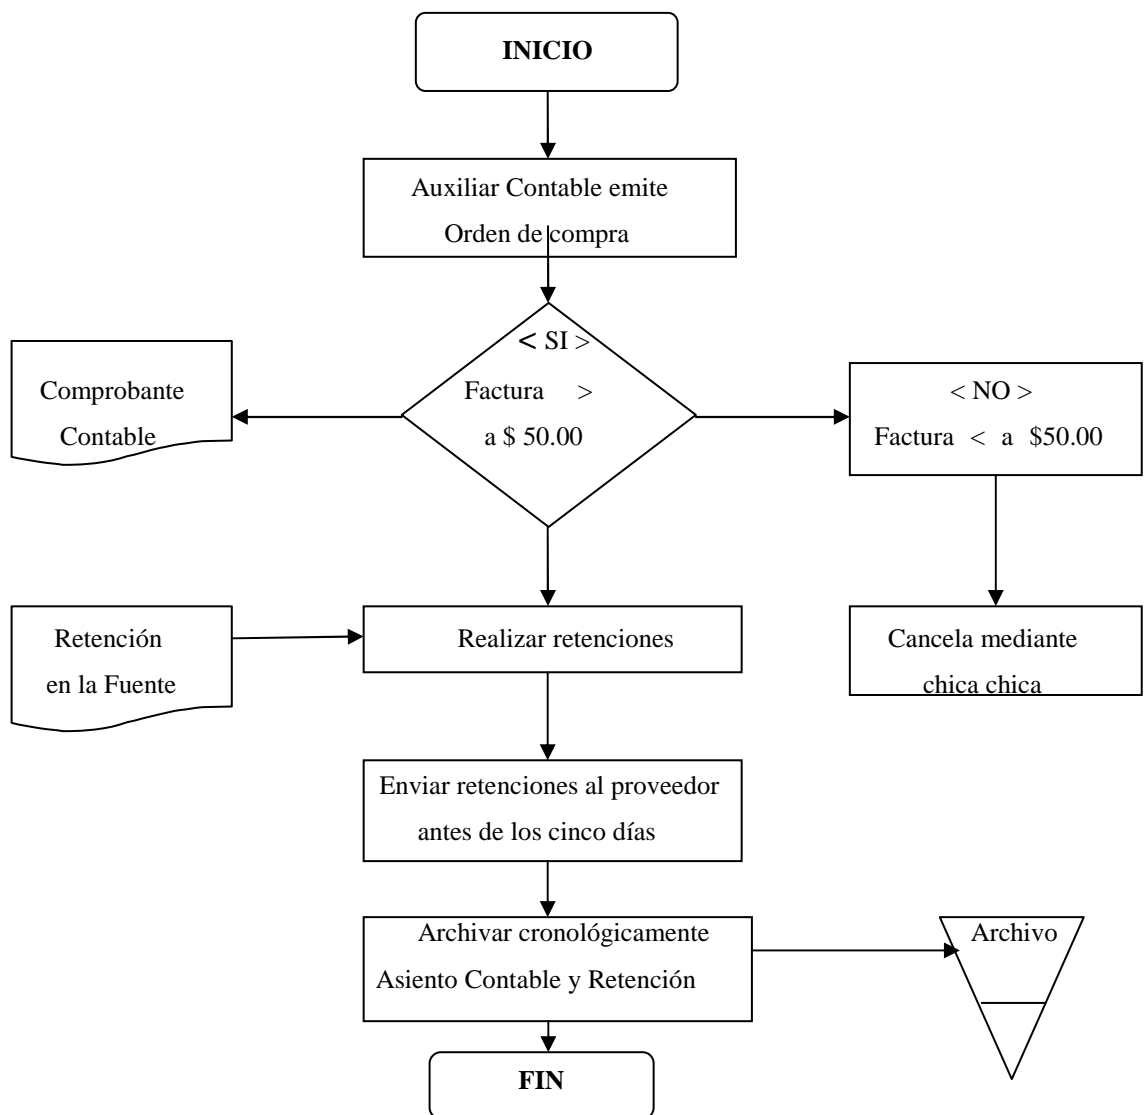 INICIO
Auxiliar Contable emite
Orden de compra
< SI >
Factura >
a $ 50.00
Comprobante
Contable
< NO >
Factura < a $50.00
Retención
en la Fuente
Realizar retenciones
Cancela mediante
chica chica
Enviar retenciones al proveedor
antes de los cinco días
Archivar cronológicamente
Asiento Contable y Retención
Archivo
FIN